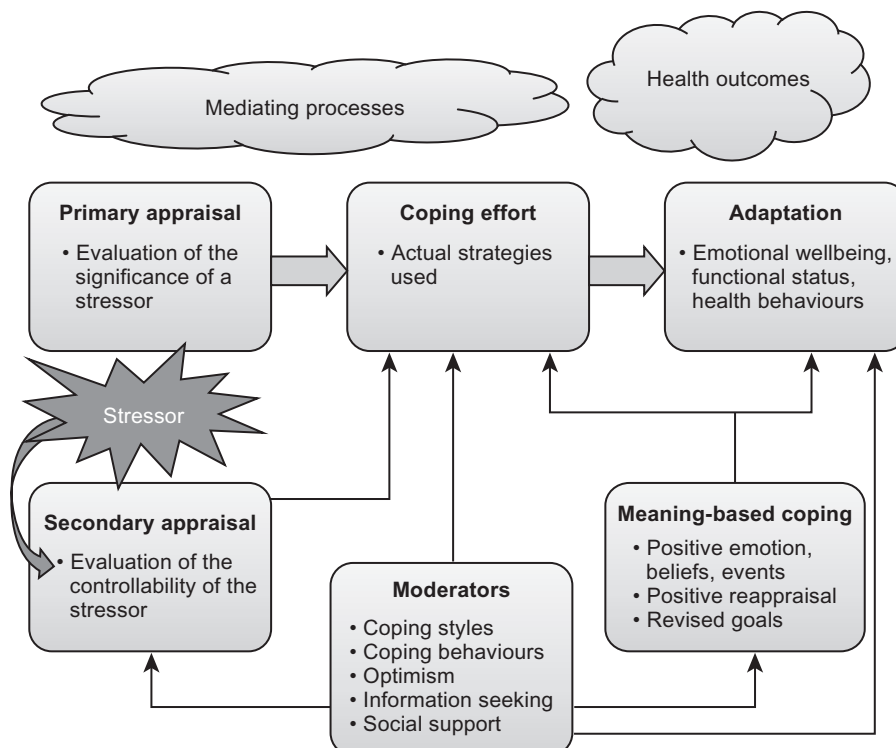 Mediating processes
Health outcomes
Primary appraisal
• Evaluation of the
significance of a
stressor
Coping effort
• Actual strategies
used
Adaptation
• Emotional wellbeing,
functional status,
health behaviours
Stressor
Secondary appraisal
• Evaluation of the
controllability of the
stressor
Moderators
• Coping styles
• Coping behaviours
• Optimism
• Information seeking
• Social support
Meaning-based coping
• Positive emotion,
beliefs, events
• Positive reappraisal
• Revised goals